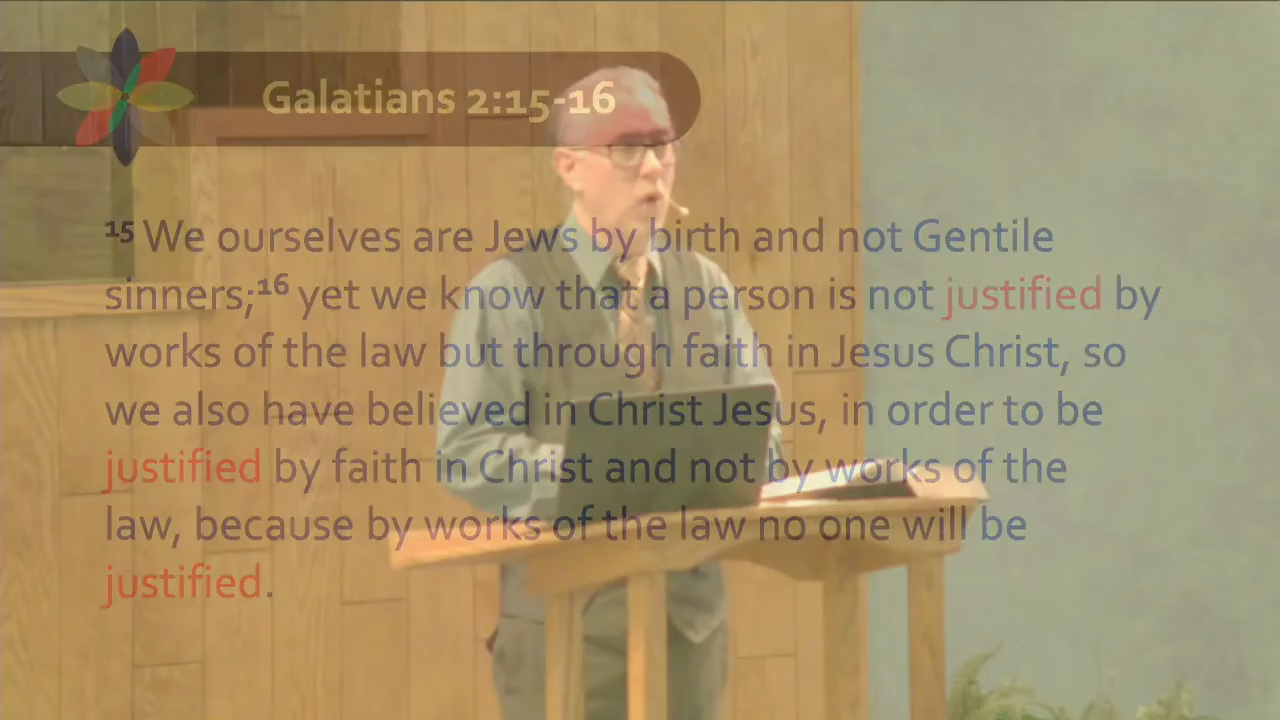 Galatians 2:15-16
15 We ourselves are Jews by birth and not Gentile
sinners;16 yet we know that a person is not justified by
works of the law but through faith in Jesus Christ, so
we also have believed in Christ Jesus, in order to be
justified by faith in Christ and not by works of the
law, because by works of the law no one will be
justified.